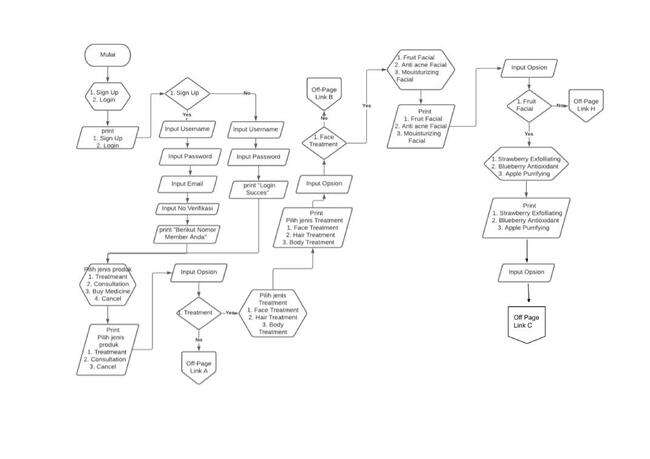 Mulai
1. Sign Up
2. Login
print
1. Sign Up
2. Login
1. Sign Up
Yes
No
Input Username
Input Password
Input Email
Input No Verifikasi
print "Berikut Nomor
Member Anda"
Input Username
Input Password
print "Login
Succes"
Pilih jenis produk
1. Treatmeant
2. Consultation
3. Buy Medicine
4. Cancel
Print
Pilih jenis
produk
1. Treatmeant
2. Consultation
3. Cancel
Input Opsion
1. Treatment
Yes
No
Off-Page
Link A
Pilih jenis
Treatment
1. Face Treatment
2. Hair Treatment
3. Body
Treatment
Print
Pilih jenis Treatment
1. Face Treatment
2. Hair Treatment
3. Body Treatment
Input Opsion
1. Face
Treatment
No
Yes
Off-Page
Link B
1. Fruit Facial
2. Anti acne Facial
3. Mouisturizing
Facial
Print
1. Fruit Facial
2. Anti acne Facial
3. Mouisturizing
Facial
Input Opsion
1. Fruit
Facial
No
Off-Page
Link H
Yes
1. Strawberry Exfoliating
2. Blueberry Antioxidant
3. Apple Purrifying
Print
1. Strawberry Exfoliating
2. Blueberry Antioxidant
3. Apple Purrifying
Input Opsion
Off Page
Link C